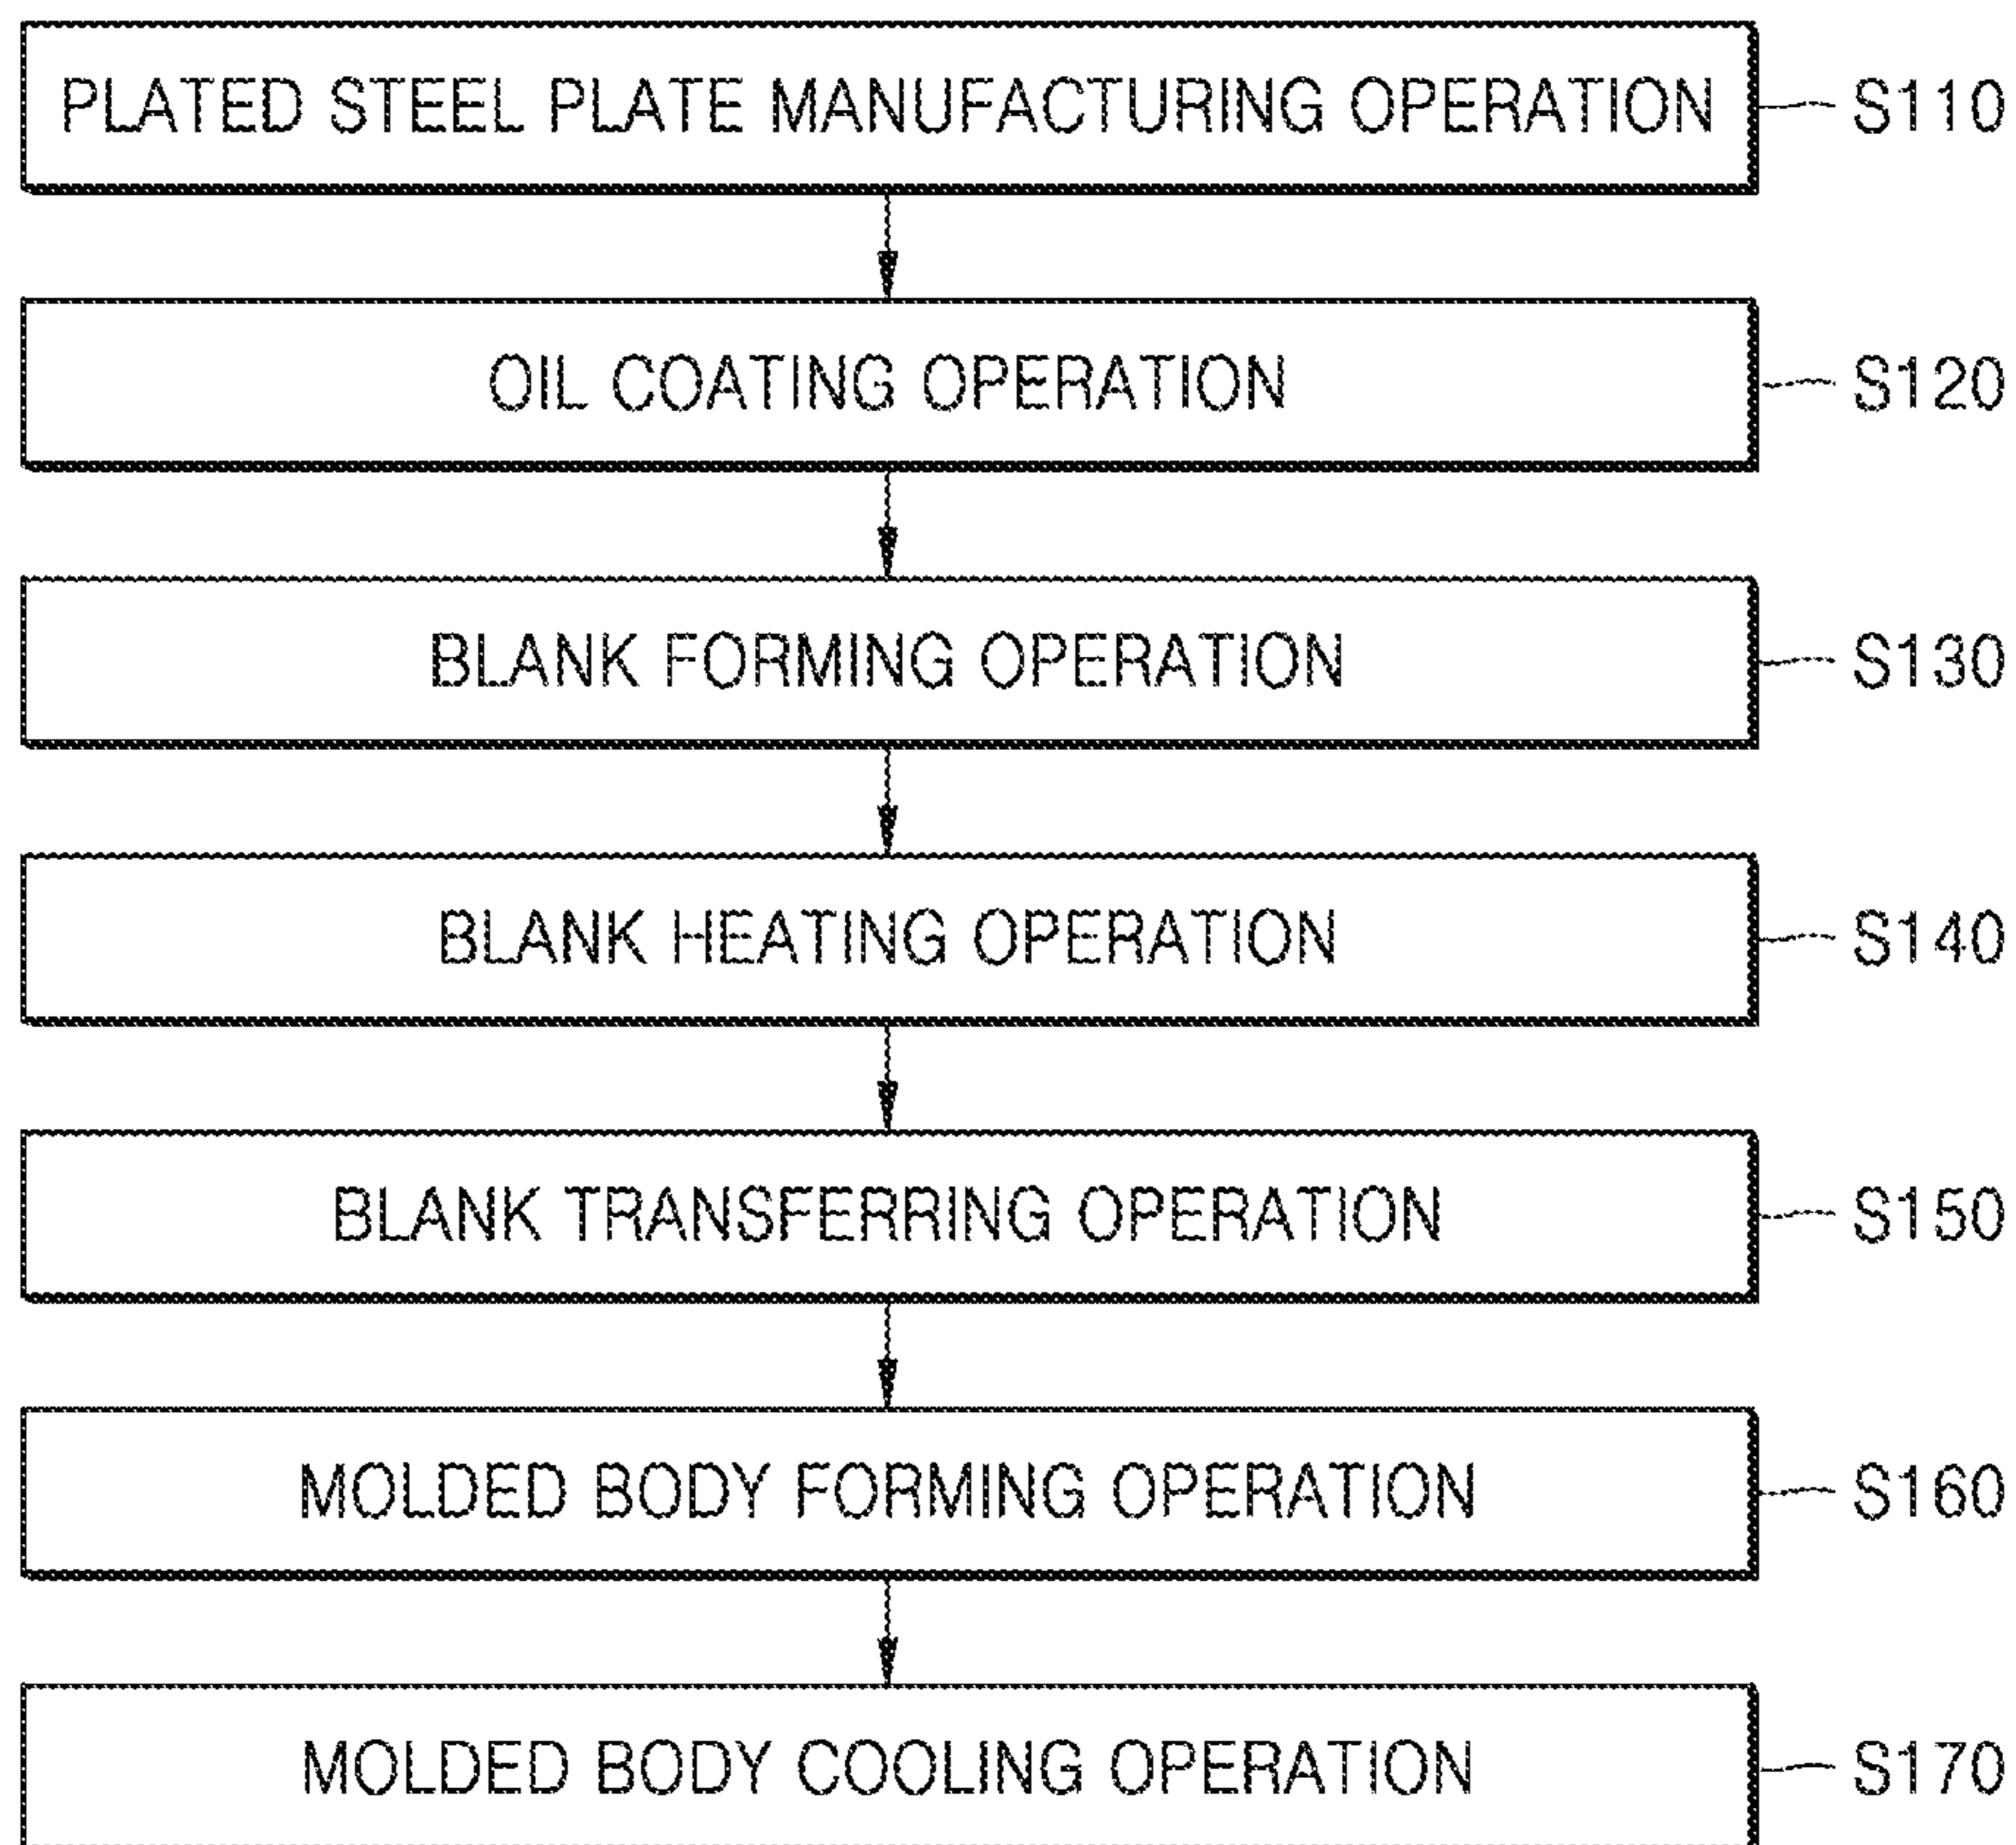 PLATED STEEL PLATE MANUFACTURING OPERATION S110
OIL COATING OPERATION S120
BLANK FORMING OPERATION S130
BLANK HEATING OPERATION S140
BLANK TRANSFERRING OPERATION S150
MOLDED BODY FORMING OPERATION S160
MOLDED BODY COOLING OPERATION S170